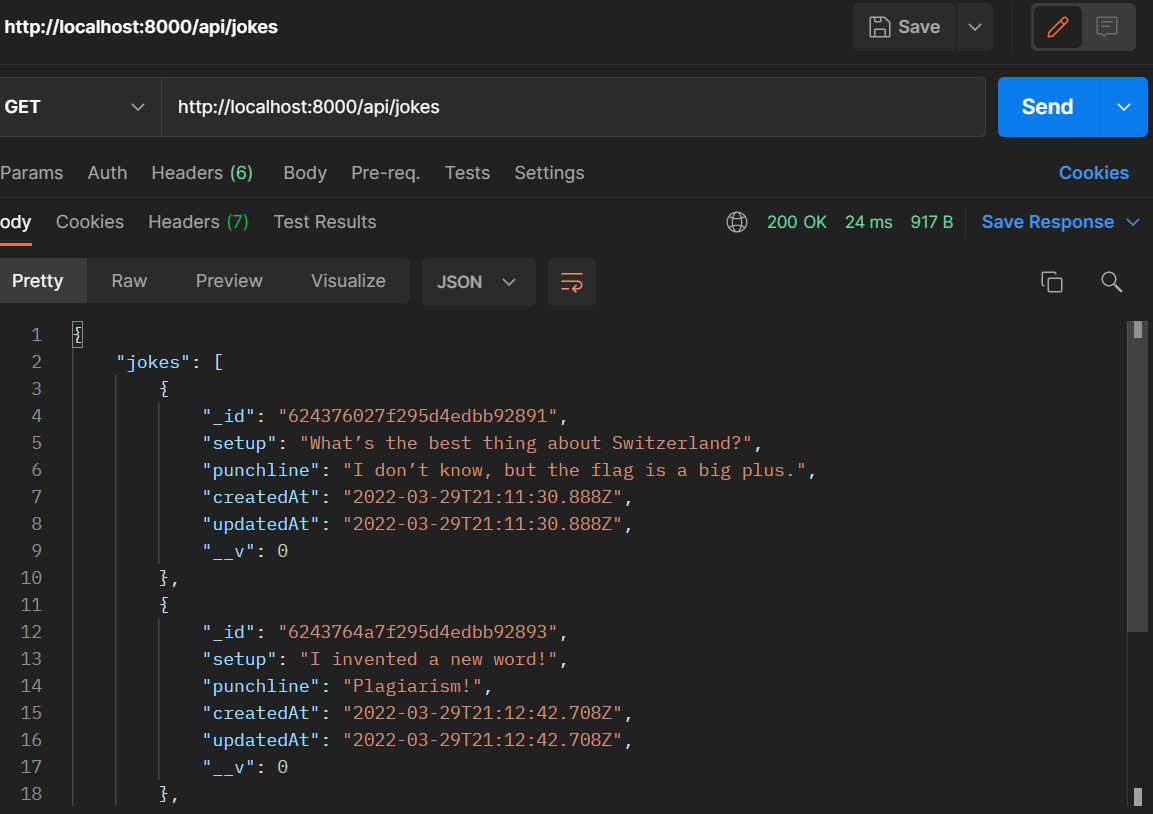 http://localhost:8000/api/jokes
Save
GET
http://localhost:8000/api/jokes
Send
Params Auth Headers (6) Body Pre-req. Tests Settings Cookies
ody Cookies Headers (7) Test Results 200 OK 24 ms 917 B Save Response
Pretty Raw Preview Visualize JSON
1 {
2 "jokes": [
3 {
4 "_id": "624376027f295d4edbb92891",
5 "setup": "What’s the best thing about Switzerland?",
6 "punchline": "I don’t know, but the flag is a big plus.",
7 "createdAt": "2022-03-29T21:11:30.888Z",
8 "updatedAt": "2022-03-29T21:11:30.888Z",
9 "__v": 0
10 },
11 {
12 "_id": "6243764a7f295d4edbb92893",
13 "setup": "I invented a new word!",
14 "punchline": "Plagiarism!",
15 "createdAt": "2022-03-29T21:12:42.708Z",
16 "updatedAt": "2022-03-29T21:12:42.708Z",
17 "__v": 0
18 },